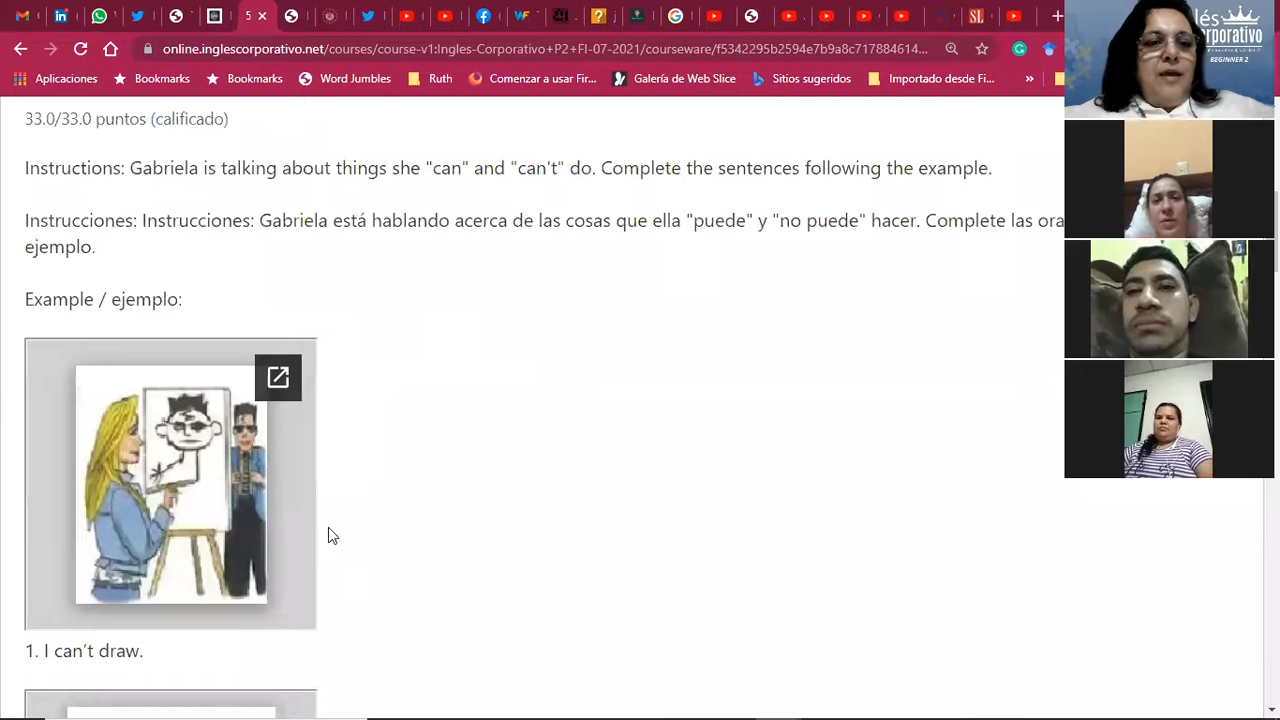 5
WF
SL
online.inglescorporativo.net/courses/course-v1:Ingles-Corporativo+P2+FI-07-2021/courseware/f5342295b2594e7b9a8c717884614...
Aplicaciones
Bookmarks
Bookmarks
Word Jumbles
Ruth
Comenzar a usar Fir...
Galería de Web Slice
Sitios sugeridos
Importado desde Fi...
»
BEGINNER 2
33.0/33.0 puntos (calificado)
Instructions: Gabriela is talking about things she "can" and "can't" do. Complete the sentences following the example.
Instrucciones: Instrucciones: Gabriela está hablando acerca de las cosas que ella "puede" y "no puede" hacer. Complete las ora
ejemplo.
Example / ejemplo:
1. I can't draw.